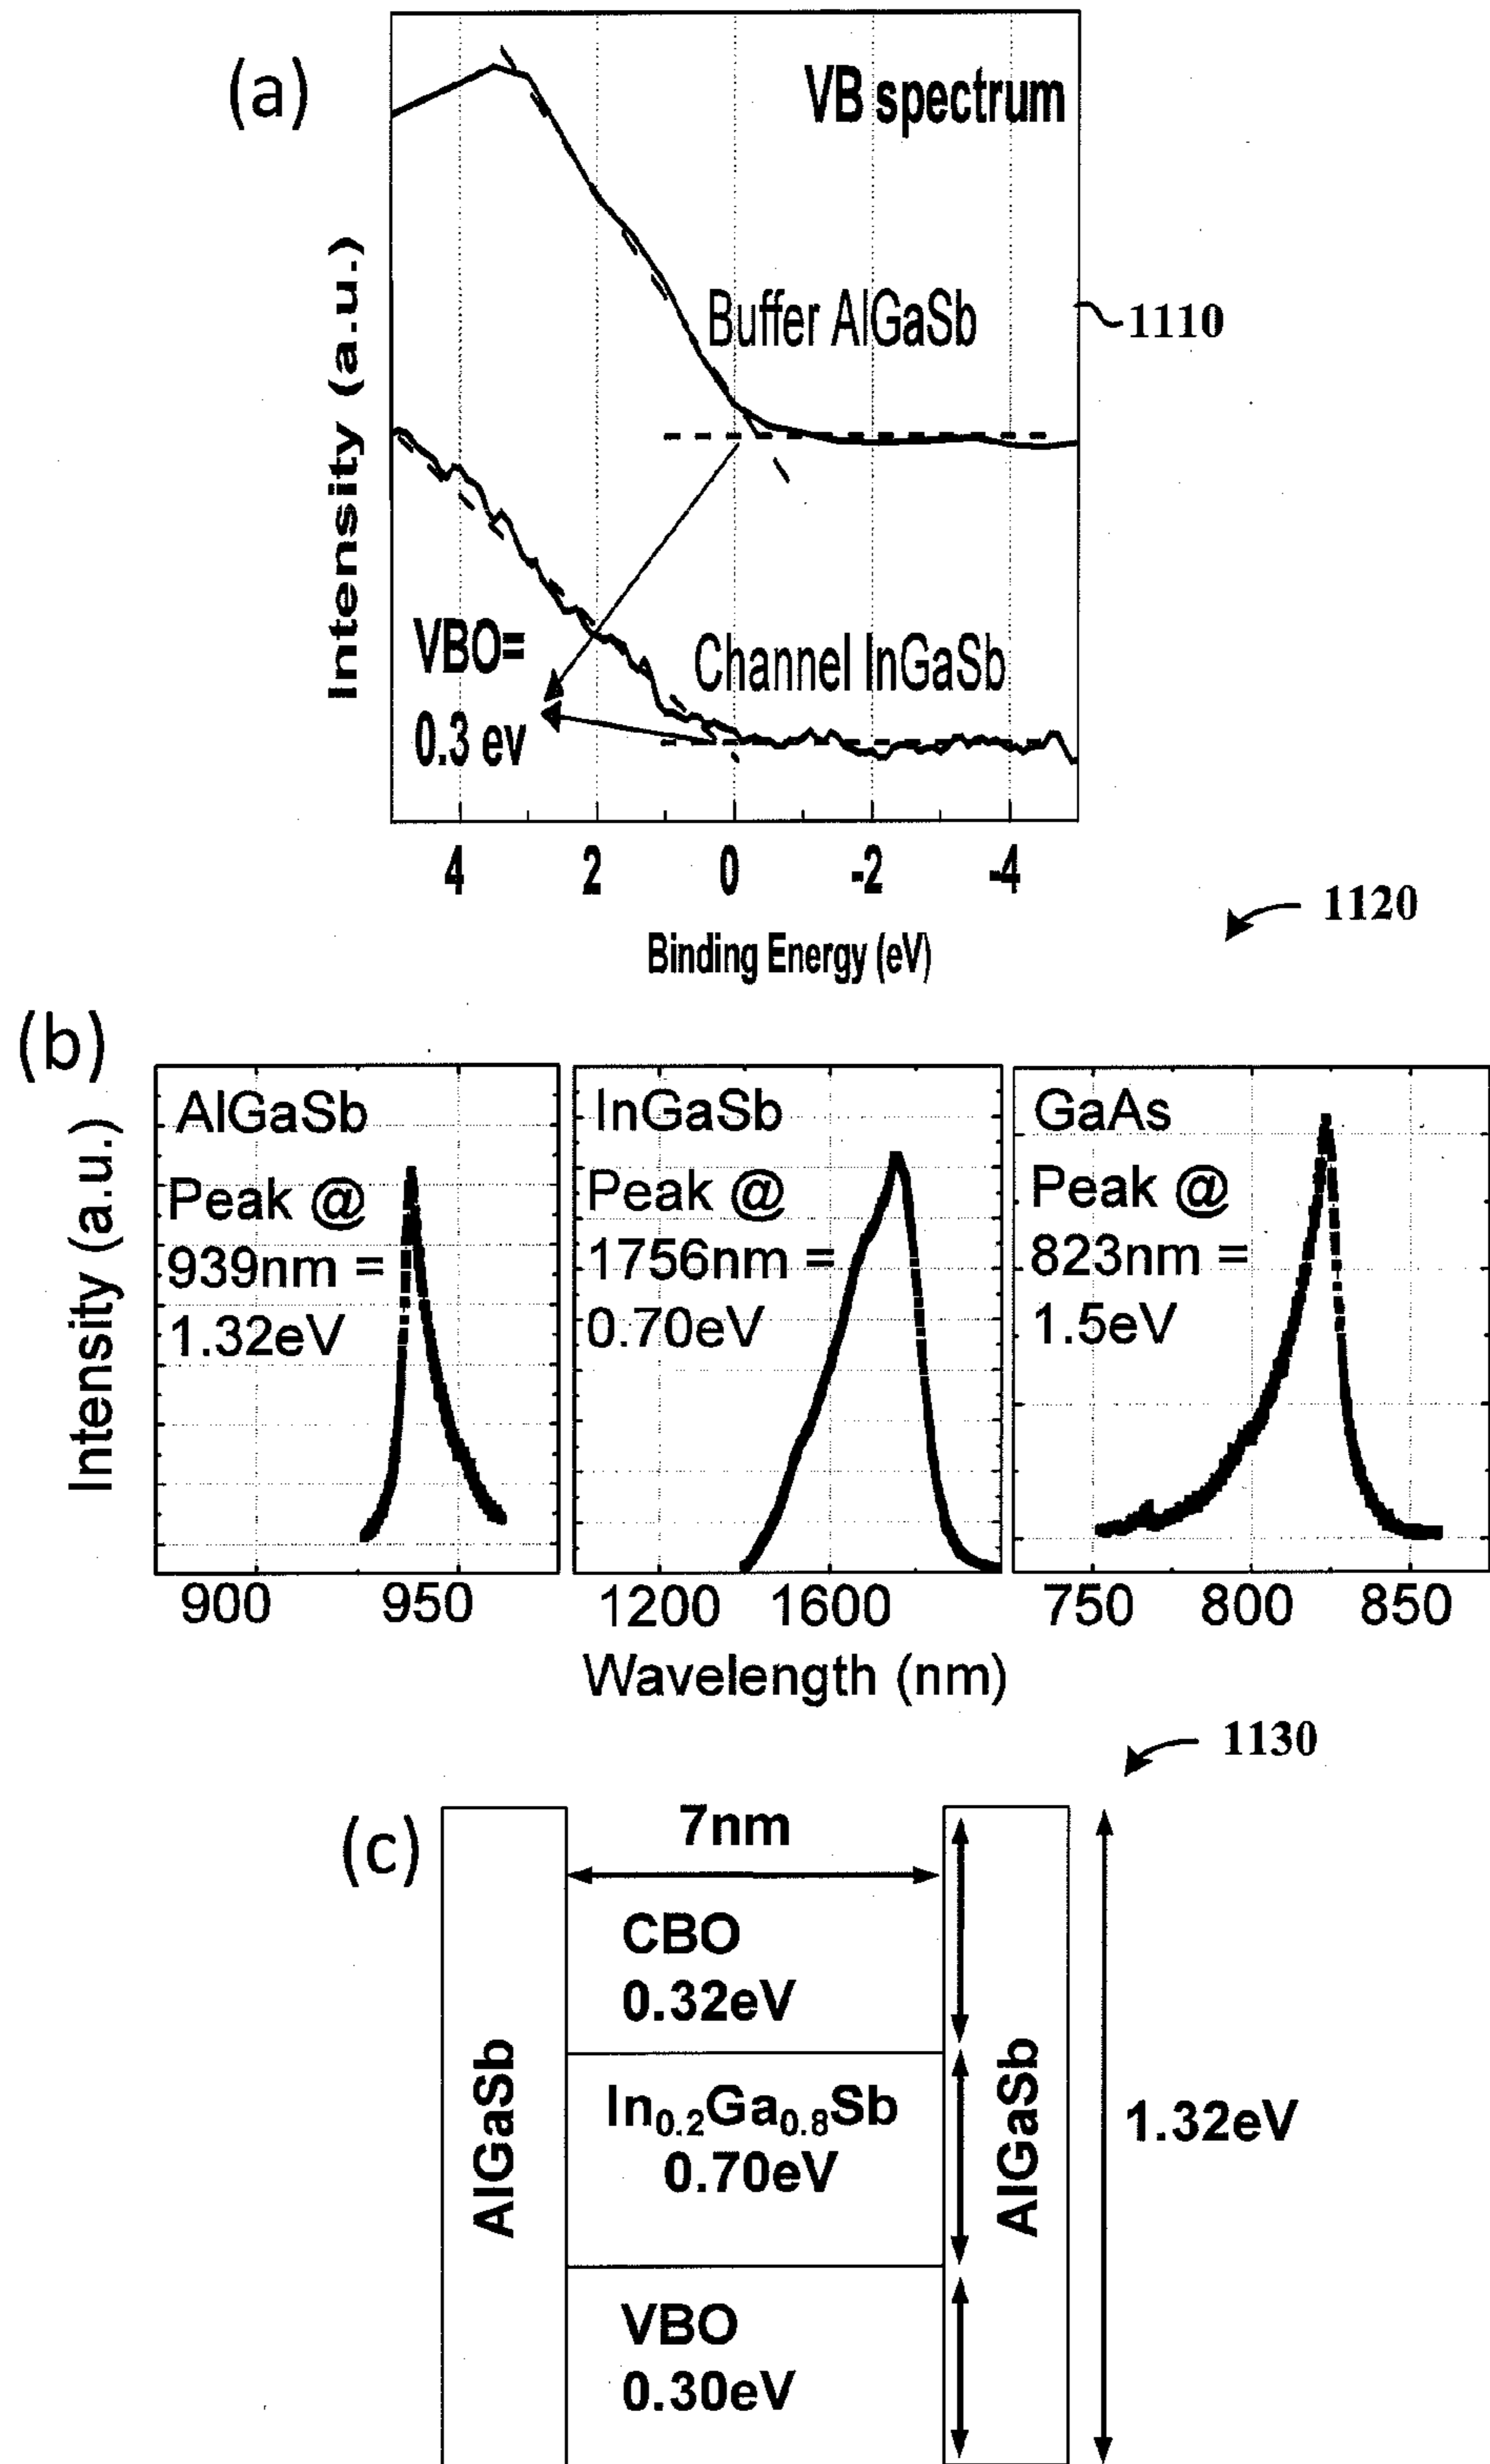 (a)
VB spectrum
Intensity (a.u.)
Buffer AlGaSb
1110
VBO=
0.3 ev
Channel InGaSb
4 2 0 -2 -4
Binding Energy (eV)
1120
(b)
Intensity (a.u.)
AlGaSb
Peak @
939nm =
1.32eV
InGaSb
Peak @
1756nm =
0.70eV
GaAs
Peak @
823nm =
1.5eV
900 950 1200 1600 750 800 850
Wavelength (nm)
1130
(c)
7nm
CBO
0.32eV
AlGaSb
In₀.₂Ga₀.₈Sb
0.70eV
AlGaSb
1.32eV
VBO
0.30eV